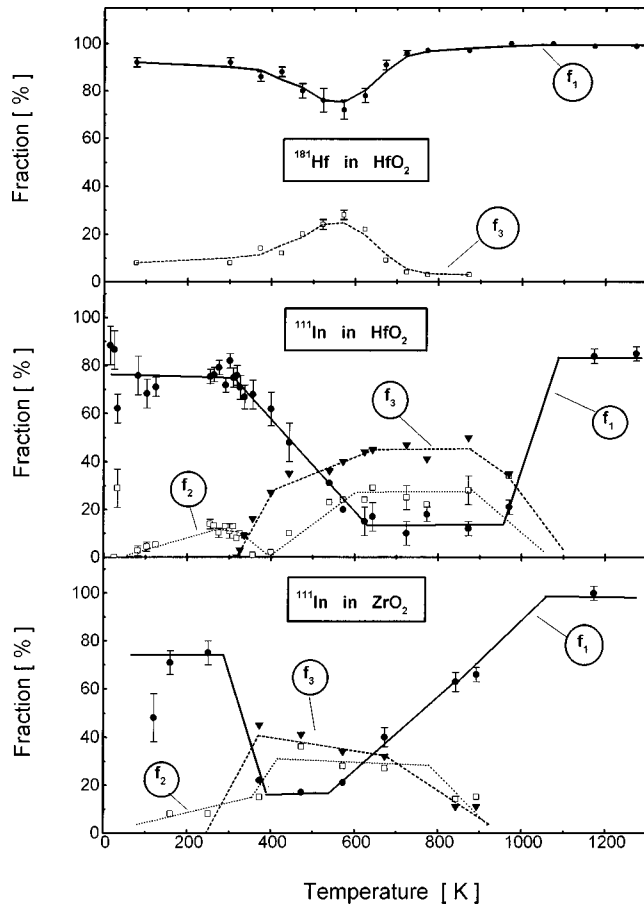 100
80
60
40
20
0
Fraction [ % ]
f₁
¹⁸¹Hf in HfO₂
f₃
100
80
60
40
20
0
Fraction [ % ]
¹¹¹In in HfO₂
f₃
f₁
f₂
80
60
40
20
0
Fraction [ % ]
¹¹¹In in ZrO₂
f₁
f₃
f₂
0 200 400 600 800 1000 1200
Temperature [ K ]